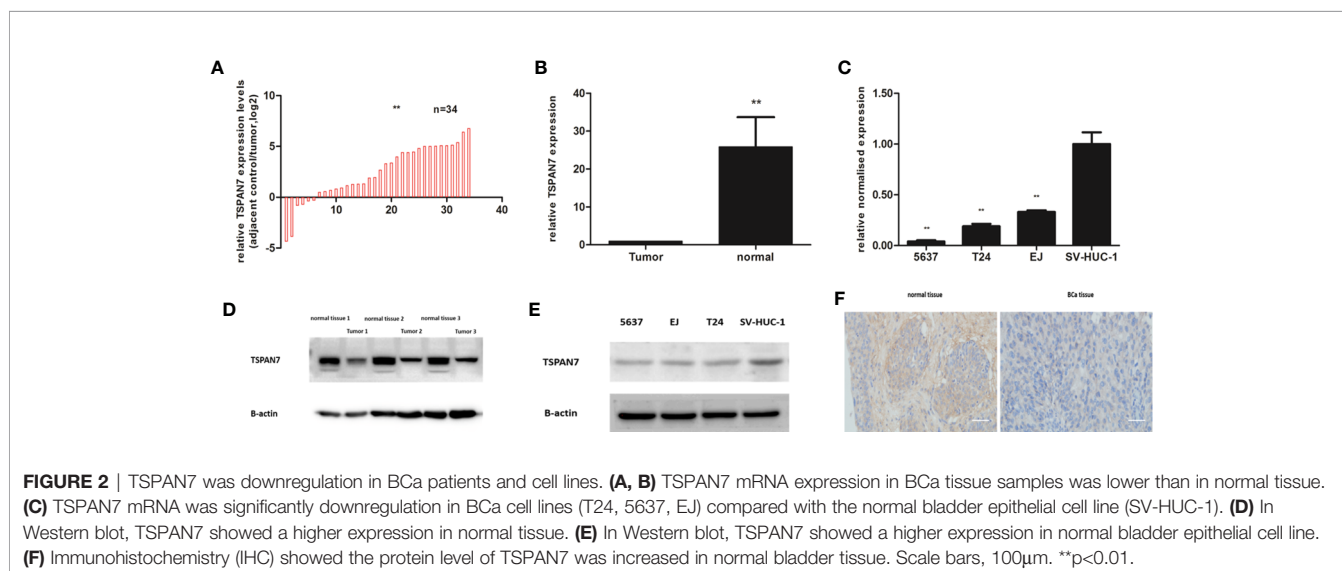 A
relative TSPAN7 expression levels
(adjacent control/tumor,log2)
10
5
0
-5
**
n=34
10
20
30
40
B
relative TSPAN7 expression
40
30
20
10
0
**
Tumor
normal
C
relative normalised expression
1.50
1.00
0.50
0.00
**
**
**
5637
T24
EJ
SV-HUC-1
D
normal tissue 1
normal tissue 2
normal tissue 3
Tumor 1
Tumor 2
Tumor 3
TSPAN7
B-actin
E
5637
EJ
T24
SV-HUC-1
TSPAN7
B-actin
F
normal tissue
BCa tissue
FIGURE 2 | TSPAN7 was downregulation in BCa patients and cell lines. (A, B) TSPAN7 mRNA expression in BCa tissue samples was lower than in normal tissue.
(C) TSPAN7 mRNA was significantly downregulation in BCa cell lines (T24, 5637, EJ) compared with the normal bladder epithelial cell line (SV-HUC-1). (D) In
Western blot, TSPAN7 showed a higher expression in normal tissue. (E) In Western blot, TSPAN7 showed a higher expression in normal bladder epithelial cell line.
(F) Immunohistochemistry (IHC) showed the protein level of TSPAN7 was increased in normal bladder tissue. Scale bars, 100μm. **p<0.01.